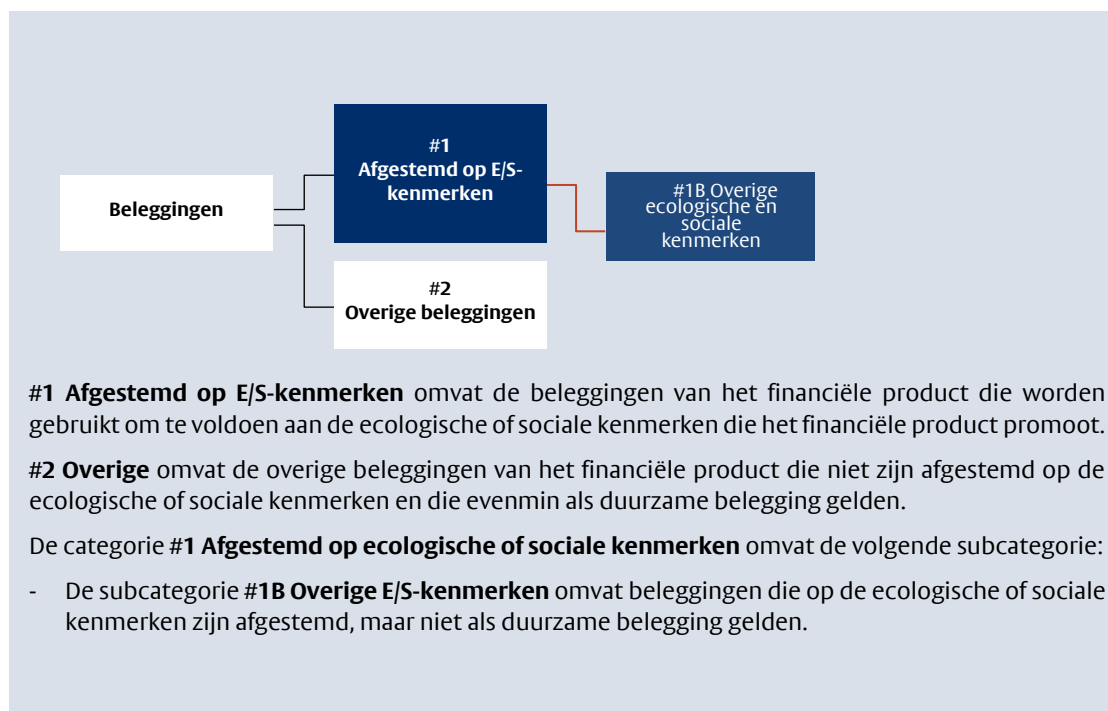 #1
Afgestemd op E/S-
kenmerken
Beleggingen
#1B Overige
ecologische en
sociale
kenmerken
#2
Overige beleggingen
#1 Afgestemd op E/S-kenmerken omvat de beleggingen van het financiële product die worden
gebruikt om te voldoen aan de ecologische of sociale kenmerken die het financiële product promoot.
#2 Overige omvat de overige beleggingen van het financiële product die niet zijn afgestemd op de
ecologische of sociale kenmerken en die evenmin als duurzame belegging gelden.
De categorie #1 Afgestemd op ecologische of sociale kenmerken omvat de volgende subcategorie:
- De subcategorie #1B Overige E/S-kenmerken omvat beleggingen die op de ecologische of sociale
kenmerken zijn afgestemd, maar niet als duurzame belegging gelden.